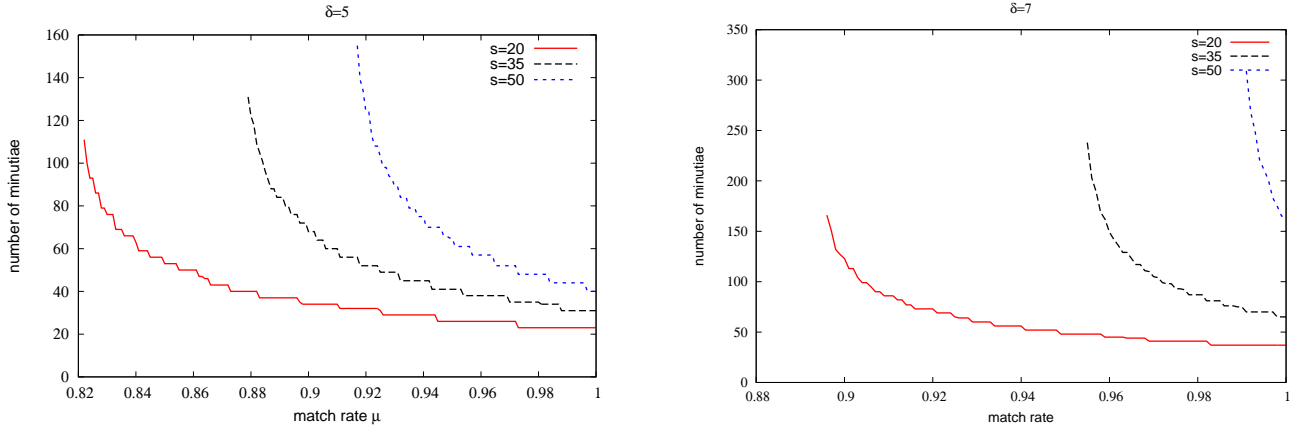 δ=5
160
140
120
100
80
60
40
20
0
number of minutiae
s=20
s=35
s=50
0.82 0.84 0.86 0.88 0.9 0.92 0.94 0.96 0.98 1
match rate μ
δ=7
350
300
250
200
150
100
50
0
number of minutiae
s=20
s=35
s=50
0.88 0.9 0.92 0.94 0.96 0.98 1
match rate